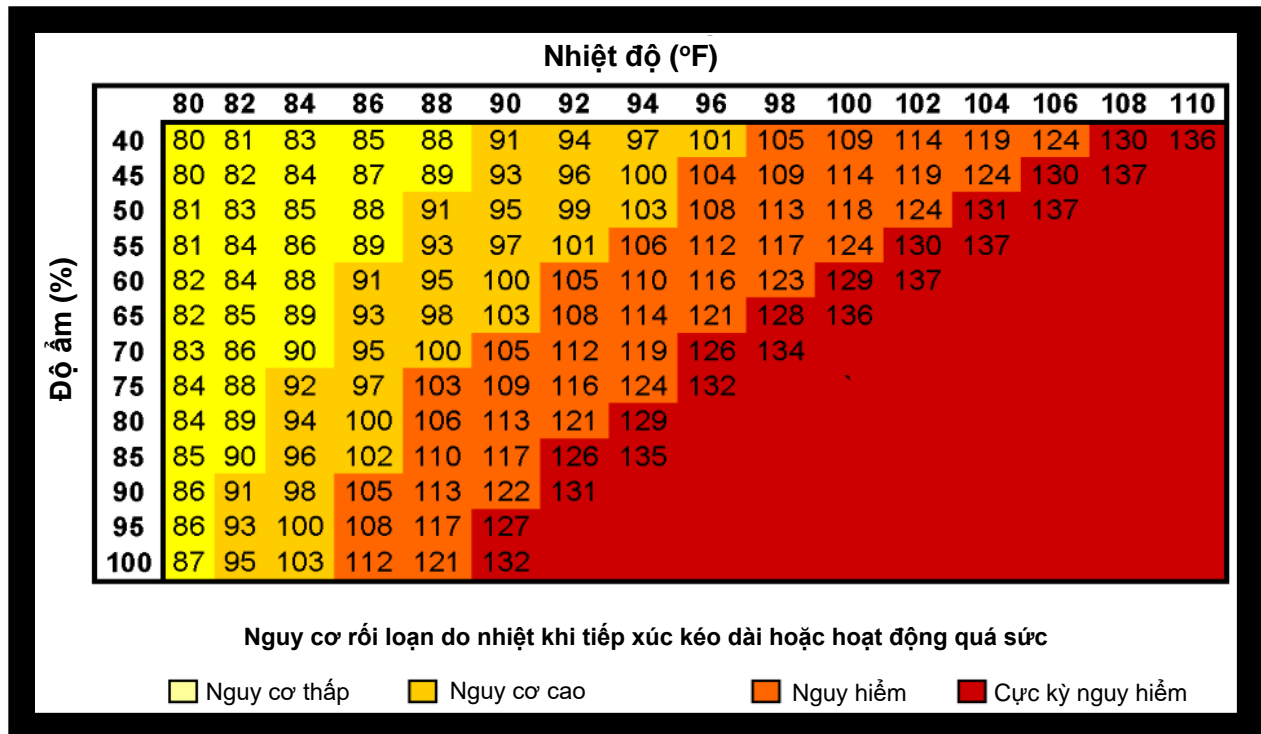 Nhiệt độ (°F)
80 82 84 86 88 90 92 94 96 98 100 102 104 106 108 110
Độ ẩm (%)
40 80 81 83 85 88 91 94 97 101 105 109 114 119 124 130 136
45 80 82 84 87 89 93 96 100 104 109 114 119 124 130 137
50 81 83 85 88 91 95 99 103 108 113 118 124 131 137
55 81 84 86 89 93 97 101 106 112 117 124 130 137
60 82 84 88 91 95 100 105 110 116 123 129 137
65 82 85 89 93 98 103 108 114 121 128 136
70 83 86 90 95 100 105 112 119 126 134
75 84 88 92 97 103 109 116 124 132
80 84 89 94 100 106 113 121 129
85 85 90 96 102 110 117 126 135
90 86 91 98 105 113 122 131
95 86 93 100 108 117 127
100 87 95 103 112 121 132
Nguy cơ rối loạn do nhiệt khi tiếp xúc kéo dài hoặc hoạt động quá sức
Nguy cơ thấp Nguy cơ cao Nguy hiểm Cực kỳ nguy hiểm